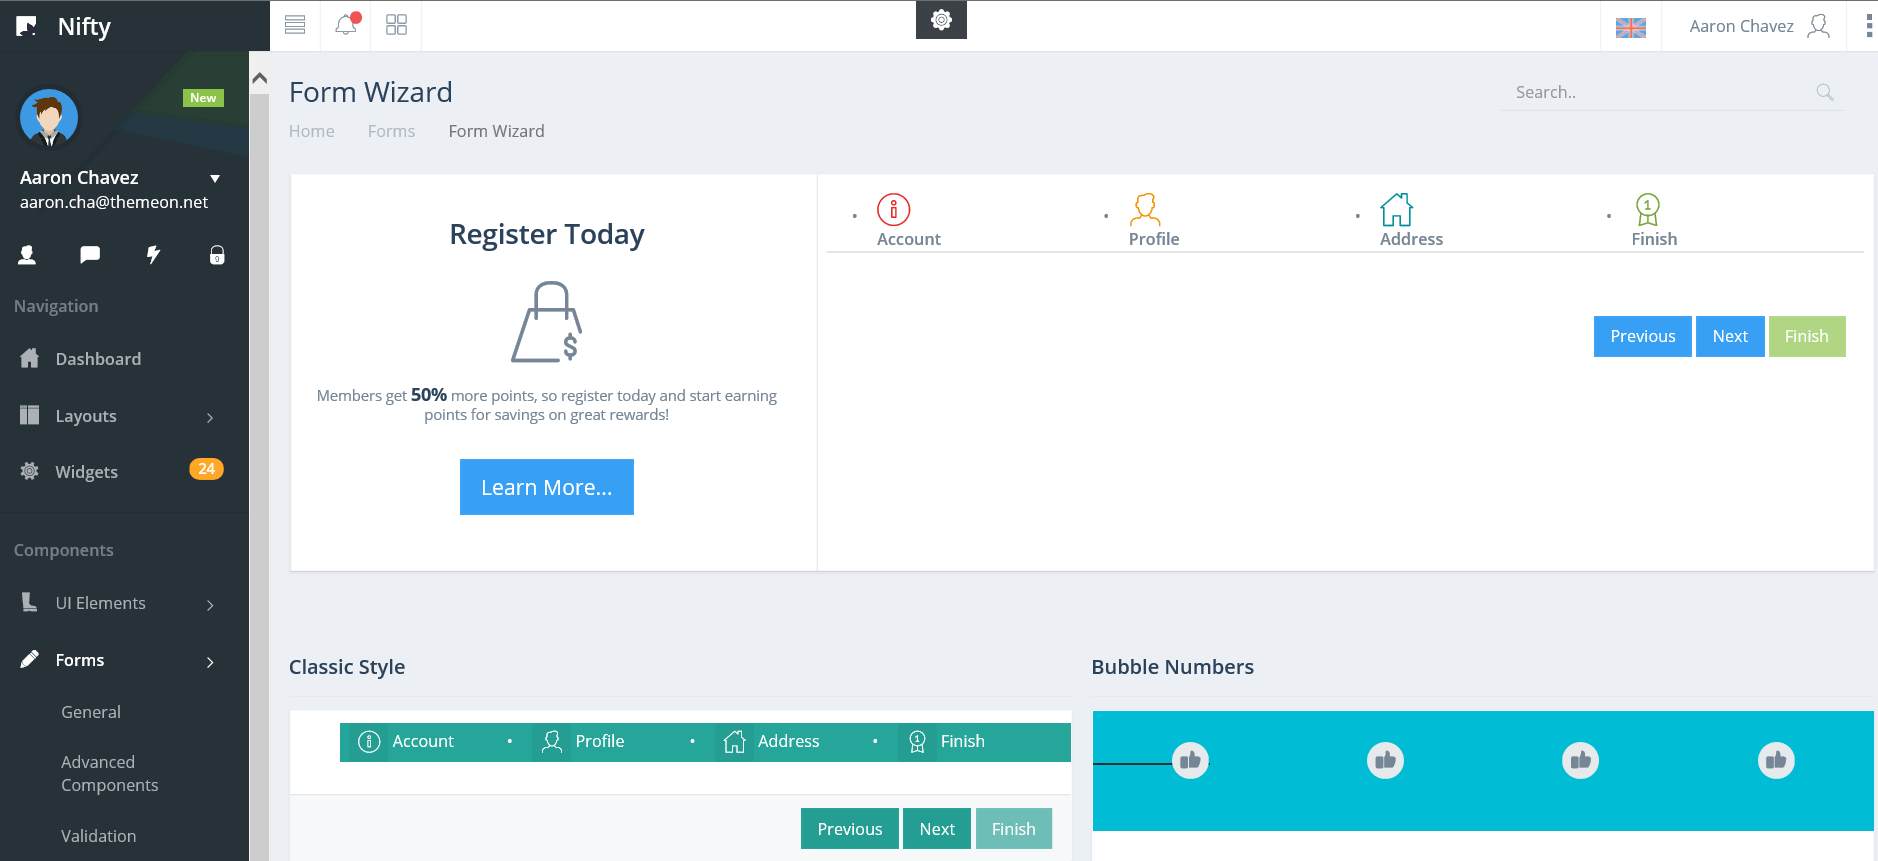 Nifty
Aaron Chavez
New
Aaron Chavez
aaron.cha@themeon.net
9
Navigation
Dashboard
Layouts
Widgets
24
Components
UI Elements
Forms
General
Advanced
Components
Validation
Form Wizard
Search..
Home
Forms
Form Wizard
Register Today
$
Members get 50% more points, so register today and start earning
points for savings on great rewards!
Learn More...
Account
Profile
Address
1
Finish
Previous
Next
Finish
Classic Style
Account
Profile
Address
1
Finish
Previous
Next
Finish
Bubble Numbers